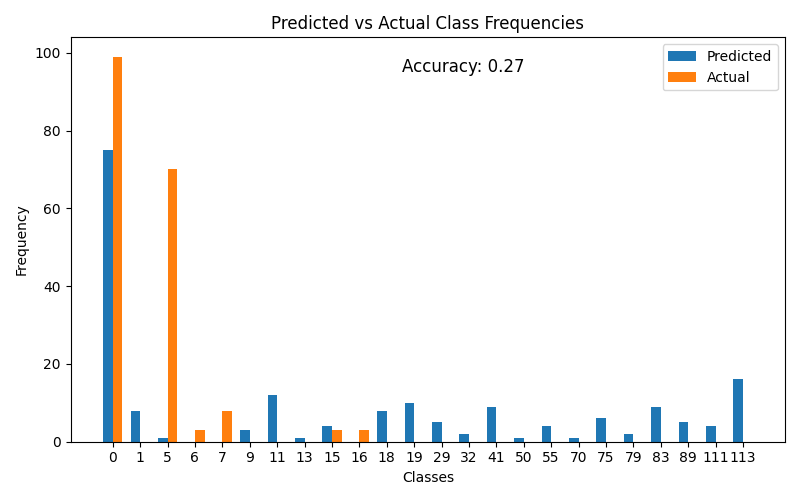 Predicted vs Actual Class Frequencies
Accuracy: 0.27
Predicted
Actual
100
80
60
40
20
0
Frequency
0 1 5 6 7 9 11 13 15 16 18 19 29 32 41 50 55 70 75 79 83 89 111 113
Classes